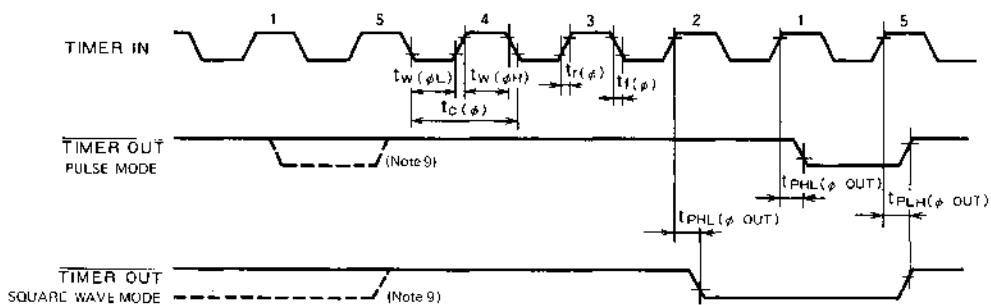 1 5 4 3 2 1 5
TIMER IN
tW(φL) tW(φH) tr(φ) tf(φ)
tC(φ)
TIMER OUT
PULSE MODE
(Note 9)
tPHL(φ OUT)
tPLH(φ OUT)
tPHL(φ OUT)
TIMER OUT
SQUARE WAVE MODE
(Note 9)